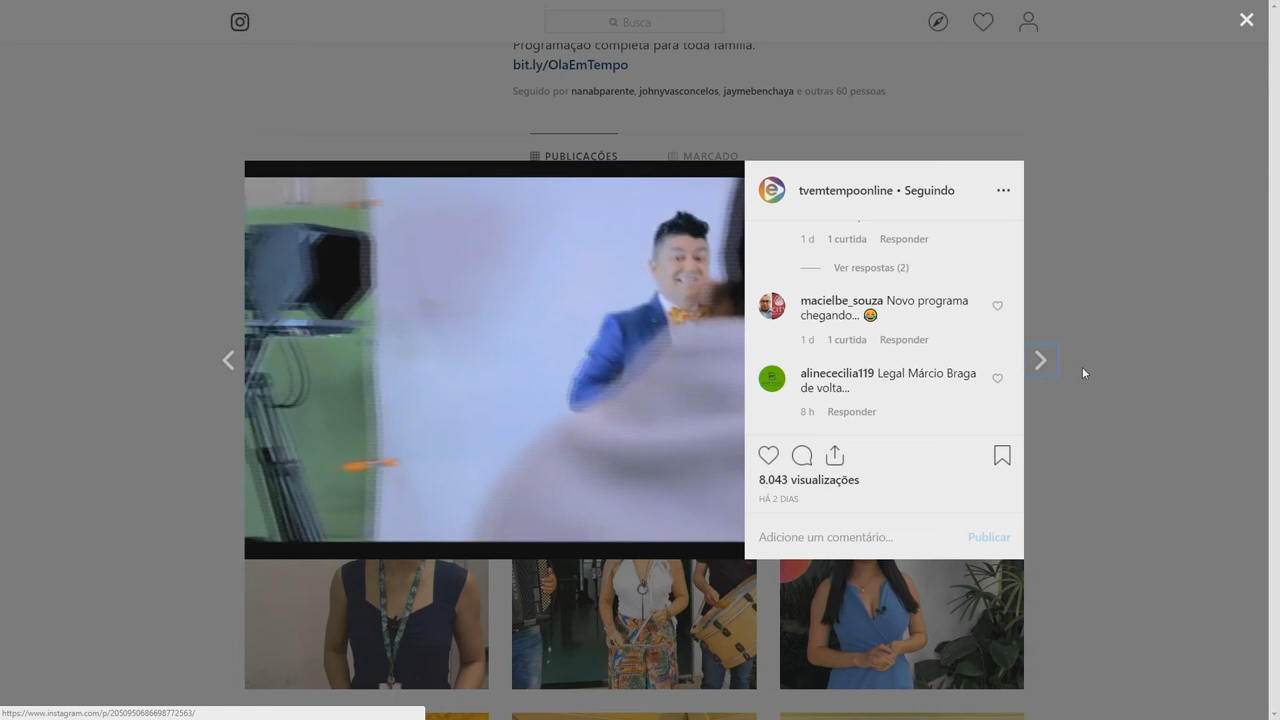 Busca
Programação completa para toda família.
bit.ly/OlaEmTempo
Seguido por nanabparente, johnyvasconcelos, jaymebenchaya e outras 60 pessoas
PUBLICAÇÕES
MARCADO
tvemtempoonline • Seguindo
1 d 1 curtida Responder
Ver respostas (2)
macielbe_souza Novo programa
chegando... 😂
1 d 1 curtida Responder
alinececilia119 Legal Márcio Braga
de volta...
8 h Responder
8.043 visualizações
HÁ 2 DIAS
Adicione um comentário... Publicar
https://www.instagram.com/p/2050950686698772563/